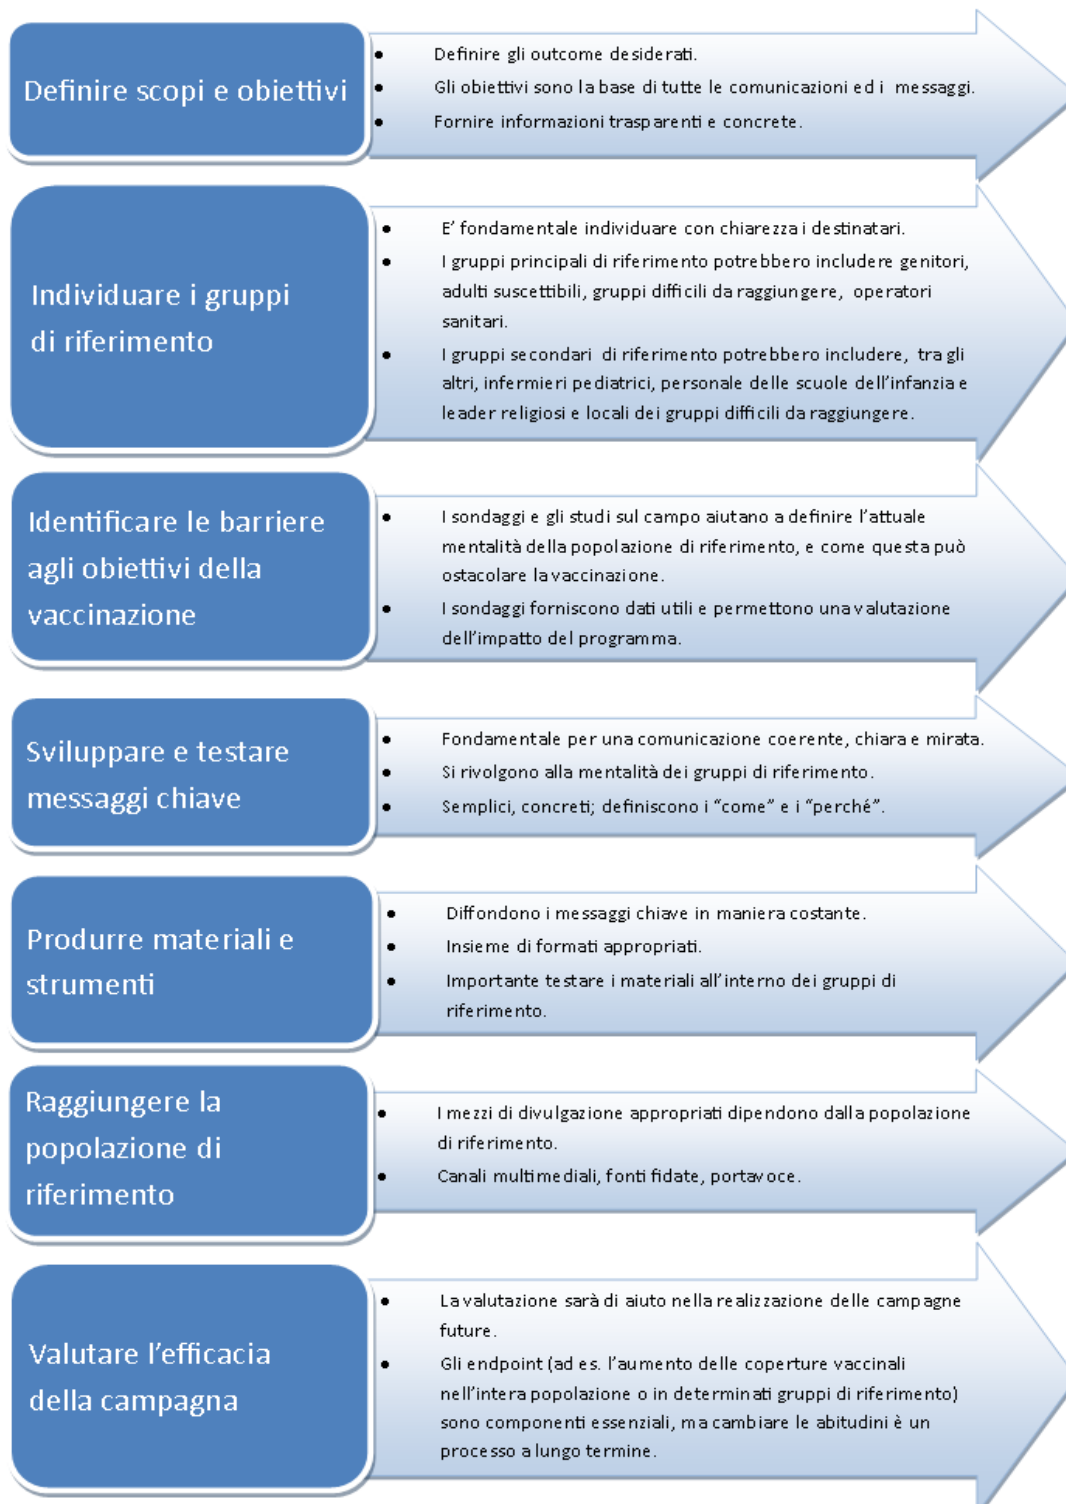 Definire scopi e obiettivi
• Definire gli outcome desiderati.
• Gli obiettivi sono la base di tutte le comunicazioni ed i messaggi.
• Fornire informazioni trasparenti e concrete.
Individuare i gruppi
di riferimento
• E’ fondamentale individuare con chiarezza i destinatari.
• I gruppi principali di riferimento potrebbero includere genitori,
adulti suscettibili, gruppi difficili da raggiungere, operatori
sanitari.
• I gruppi secondari di riferimento potrebbero includere, tra gli
altri, infermieri pediatrici, personale delle scuole dell’infanzia e
leader religiosi e locali dei gruppi difficili da raggiungere.
Identificare le barriere
agli obiettivi della
vaccinazione
• I sondaggi e gli studi sul campo aiutano a definire l’attuale
mentalità della popolazione di riferimento, e come questa può
ostacolare la vaccinazione.
• I sondaggi forniscono dati utili e permettono una valutazione
dell’impatto del programma.
Sviluppare e testare
messaggi chiave
• Fondamentale per una comunicazione coerente, chiara e mirata.
• Si rivolgono alla mentalità dei gruppi di riferimento.
• Semplici, concreti; definiscono i “come” e i “perché”.
Produrre materiali e
strumenti
• Diffondono i messaggi chiave in maniera costante.
• Insieme di formati appropriati.
• Importante testare i materiali all’interno dei gruppi di
riferimento.
Raggiungere la
popolazione di
riferimento
• I mezzi di divulgazione appropriati dipendono dalla popolazione
di riferimento.
• Canali multimediali, fonti fidate, portavoce.
Valutare l’efficacia
della campagna
• La valutazione sarà di aiuto nella realizzazione delle campagne
future.
• Gli endpoint (ad es. l’aumento delle coperture vaccinali
nell’intera popolazione o in determinati gruppi di riferimento)
sono componenti essenziali, ma cambiare le abitudini è un
processo a lungo termine.